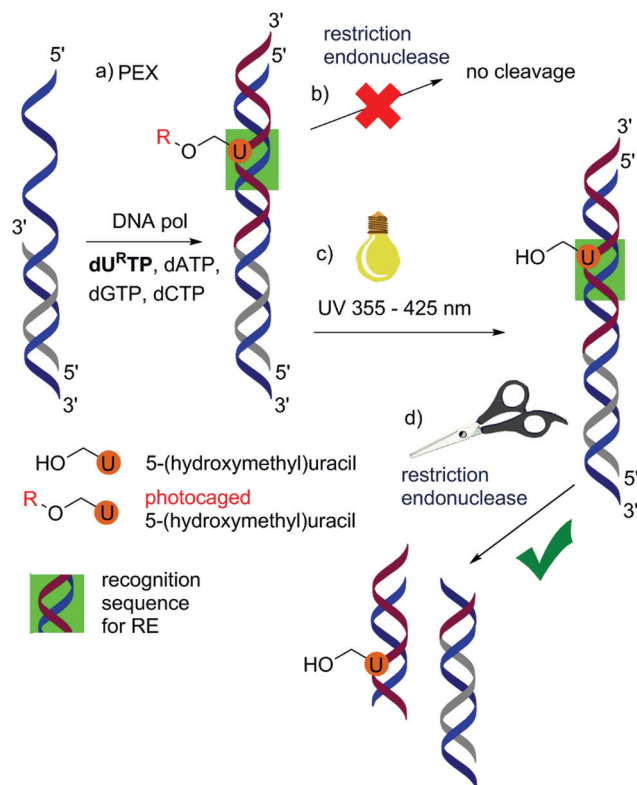 3'
5'
5'
a) PEX
restriction
endonuclease
b)
no cleavage
R
O
U
3'
DNA pol
dU^RTP, dATP,
dGTP, dCTP
5'
3'
5'
3'
c)
UV 355 - 425 nm
3'
5'
HO
U
5'
3'
HO
U
5-(hydroxymethyl)uracil
R
O
U
photocaged
5-(hydroxymethyl)uracil
recognition
sequence
for RE
d)
restriction
endonuclease
HO
U